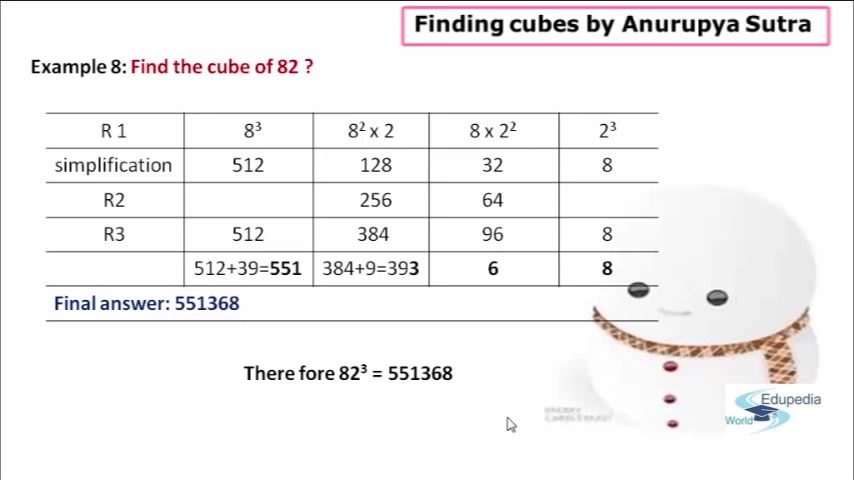 Finding cubes by Anurupya Sutra
Example 8: Find the cube of 82 ?
R 1 8³ 8² x 2 8 x 2² 2³
simplification 512 128 32 8
R2 256 64
R3 512 384 96 8
512+39=551 384+9=393 6 8
Final answer: 551368
There fore 82³ = 551368
MERRY
CHRISTMAS
Edupedia
World